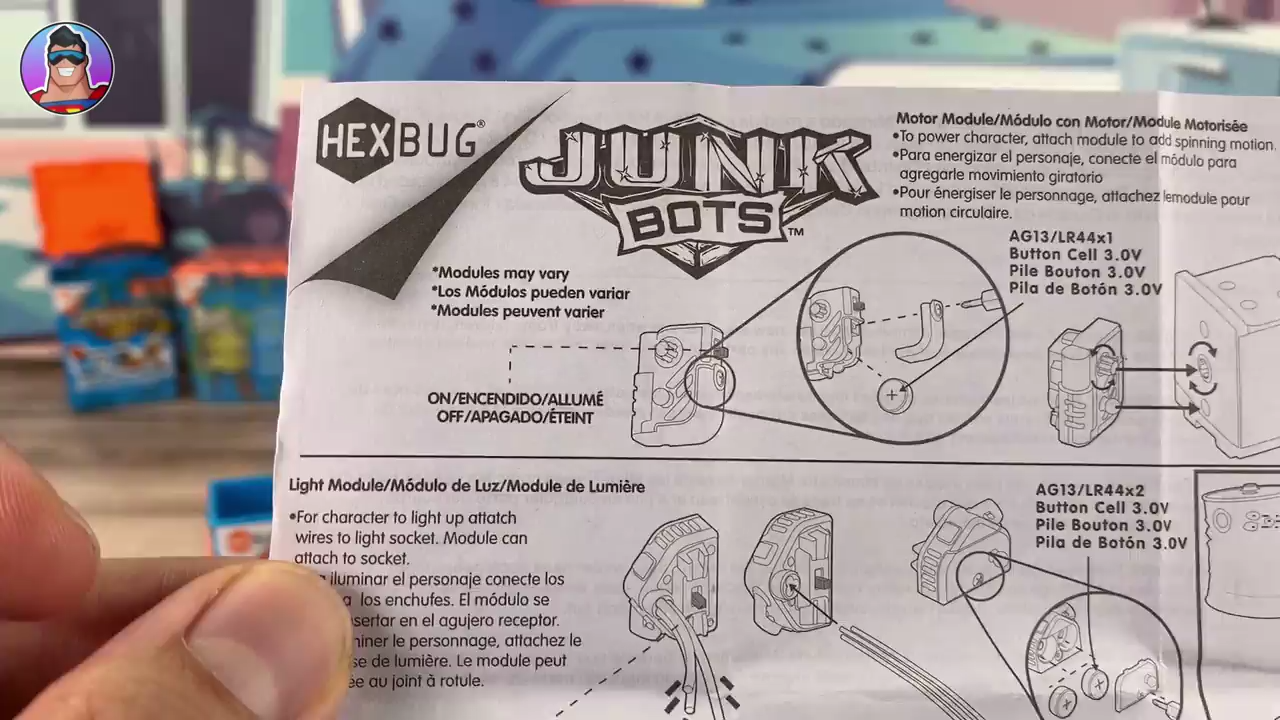 HEXBUG®
JUNK
BOTS™
*Modules may vary
*Los Módulos pueden variar
*Modules peuvent varier
ON/ENCENDIDO/ALLUMÉ
OFF/APAGADO/ÉTEINT
Motor Module/Módulo con Motor/Module Motorisée
•To power character, attach module to add spinning motion.
•Para energizar el personaje, conecte el módulo para
agregarle movimiento giratorio
•Pour énergiser le personnage, attachez lemodule pour
motion circulaire.
AG13/LR44x1
Button Cell 3.0V
Pile Bouton 3.0V
Pila de Botón 3.0V
Light Module/Módulo de Luz/Module de Lumière
•For character to light up attatch
wires to light socket. Module can
attach to socket.
iluminar el personaje conecte los
los enchufes. El módulo se
en el agujero receptor.
le personnage, attachez le
de lumière. Le module peut
au joint à rotule.
AG13/LR44x2
Button Cell 3.0V
Pile Bouton 3.0V
Pila de Botón 3.0V